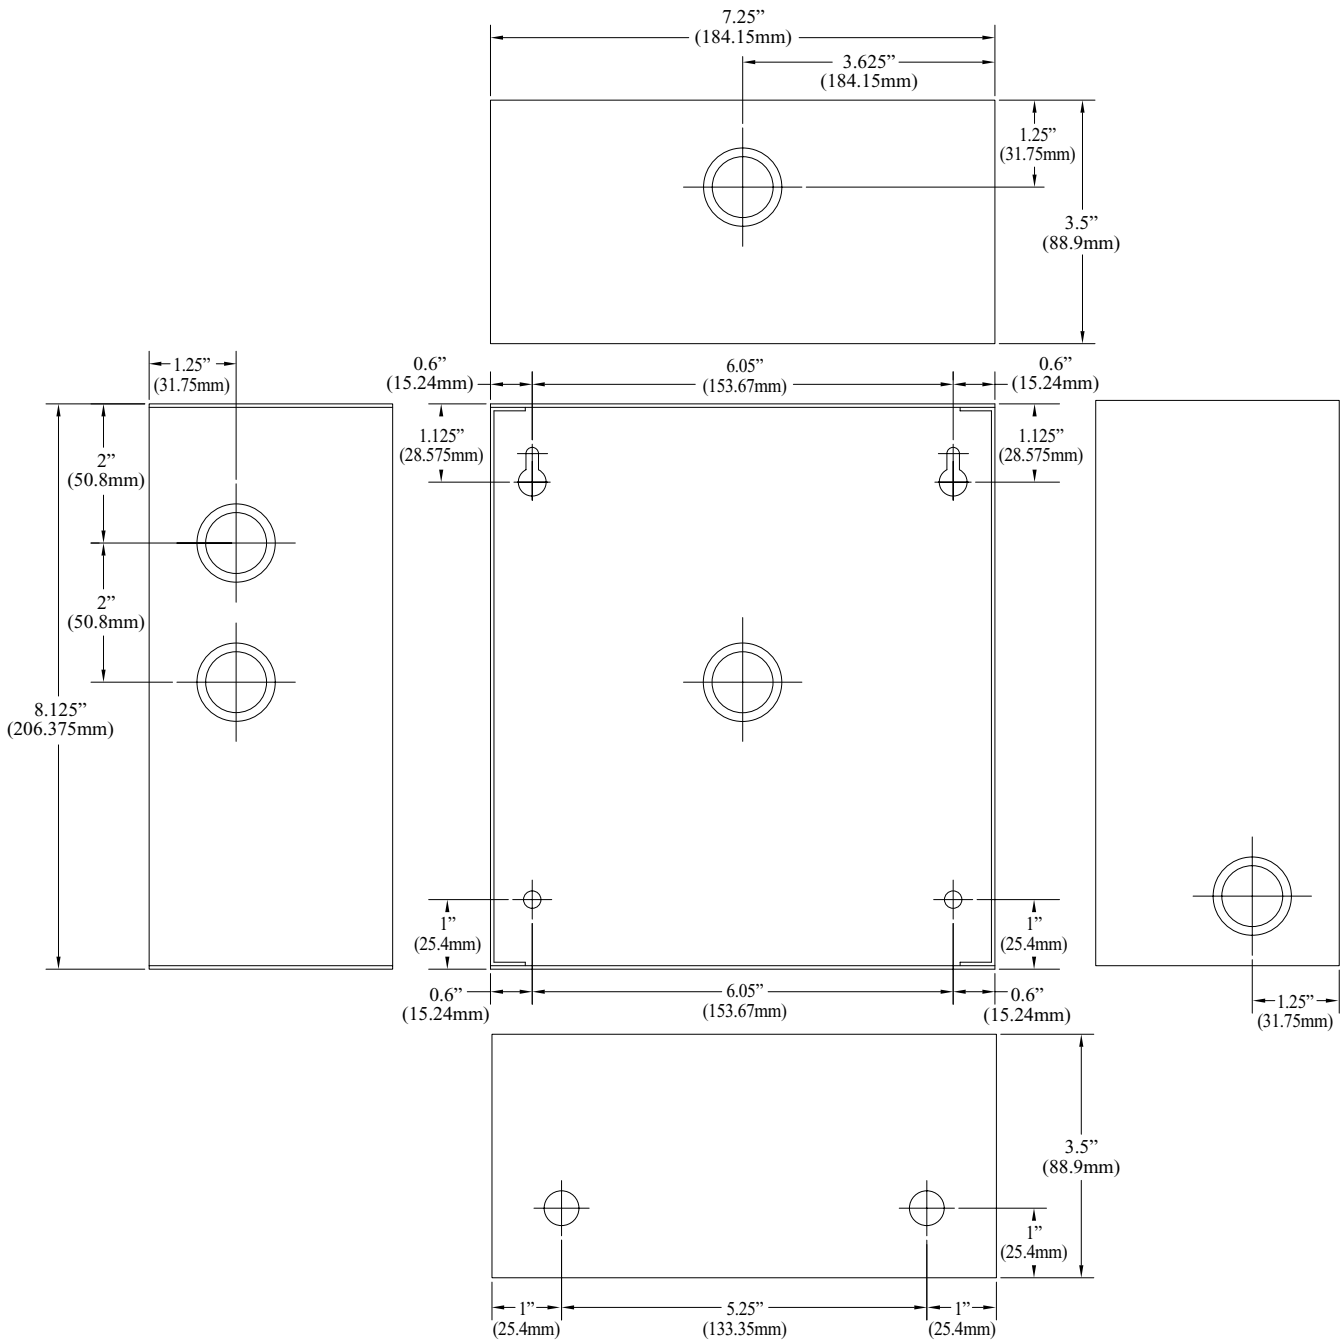 7.25”
(184.15mm)
3.625”
(184.15mm)
1.25”
(31.75mm)
3.5”
(88.9mm)
1.25”
(31.75mm)
0.6”
(15.24mm)
6.05”
(153.67mm)
0.6”
(15.24mm)
2”
(50.8mm)
1.125”
(28.575mm)
1.125”
(28.575mm)
2”
(50.8mm)
8.125”
(206.375mm)
1”
(25.4mm)
1”
(25.4mm)
0.6”
(15.24mm)
6.05”
(153.67mm)
0.6”
(15.24mm)
1.25”
(31.75mm)
3.5”
(88.9mm)
1”
(25.4mm)
1”
(25.4mm)
5.25”
(133.35mm)
1”
(25.4mm)